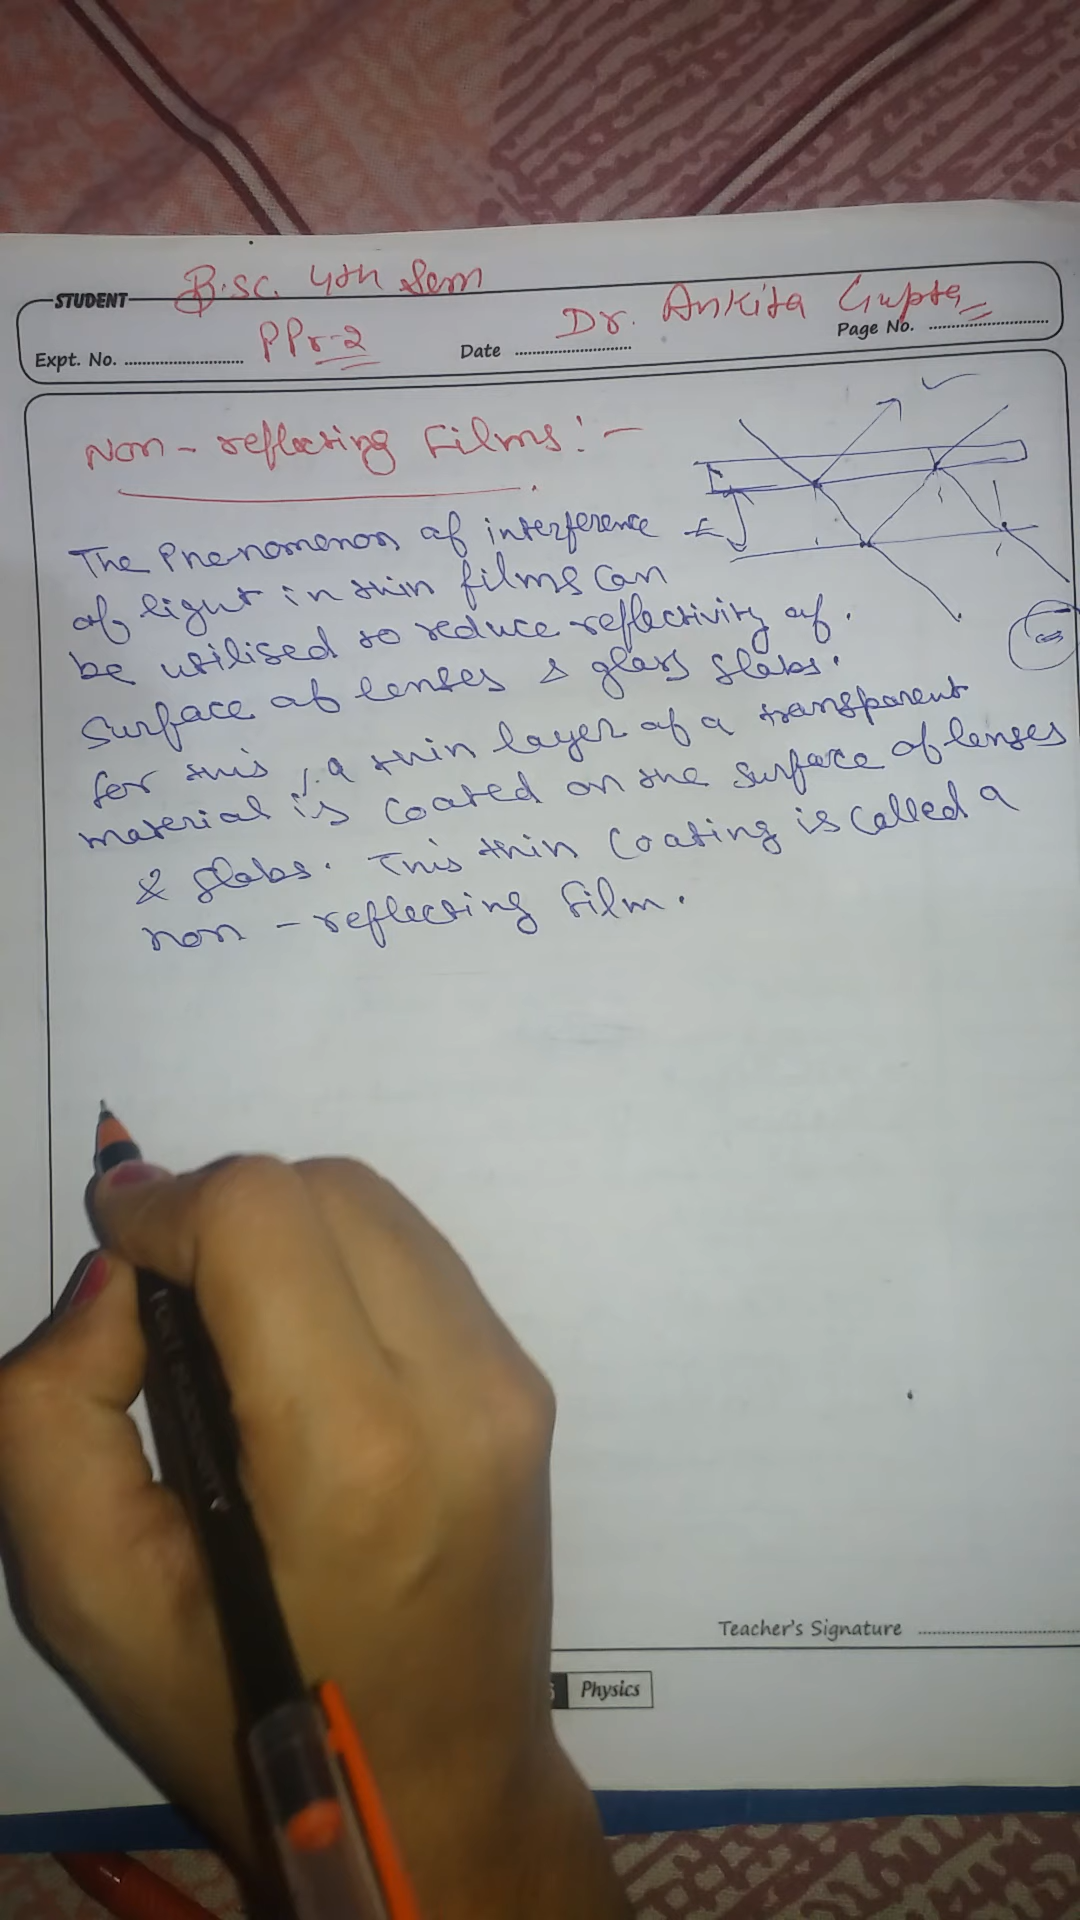 B.sc. 4th Sem
STUDENT
Dr. Ankita Gupta
Expt. No. PPr-2 Date Page No.
Non-reflecting films:-
The Phenomenon of interference
of light in thin films can
be utilised to reduce reflectivity of.
Surface of lenses & glass slabs.
for this, a thin layer of a transparent
material is coated on the surface of lenses
& slabs. This thin coating is called a
non-reflecting film.
t
Teacher's Signature
Physics